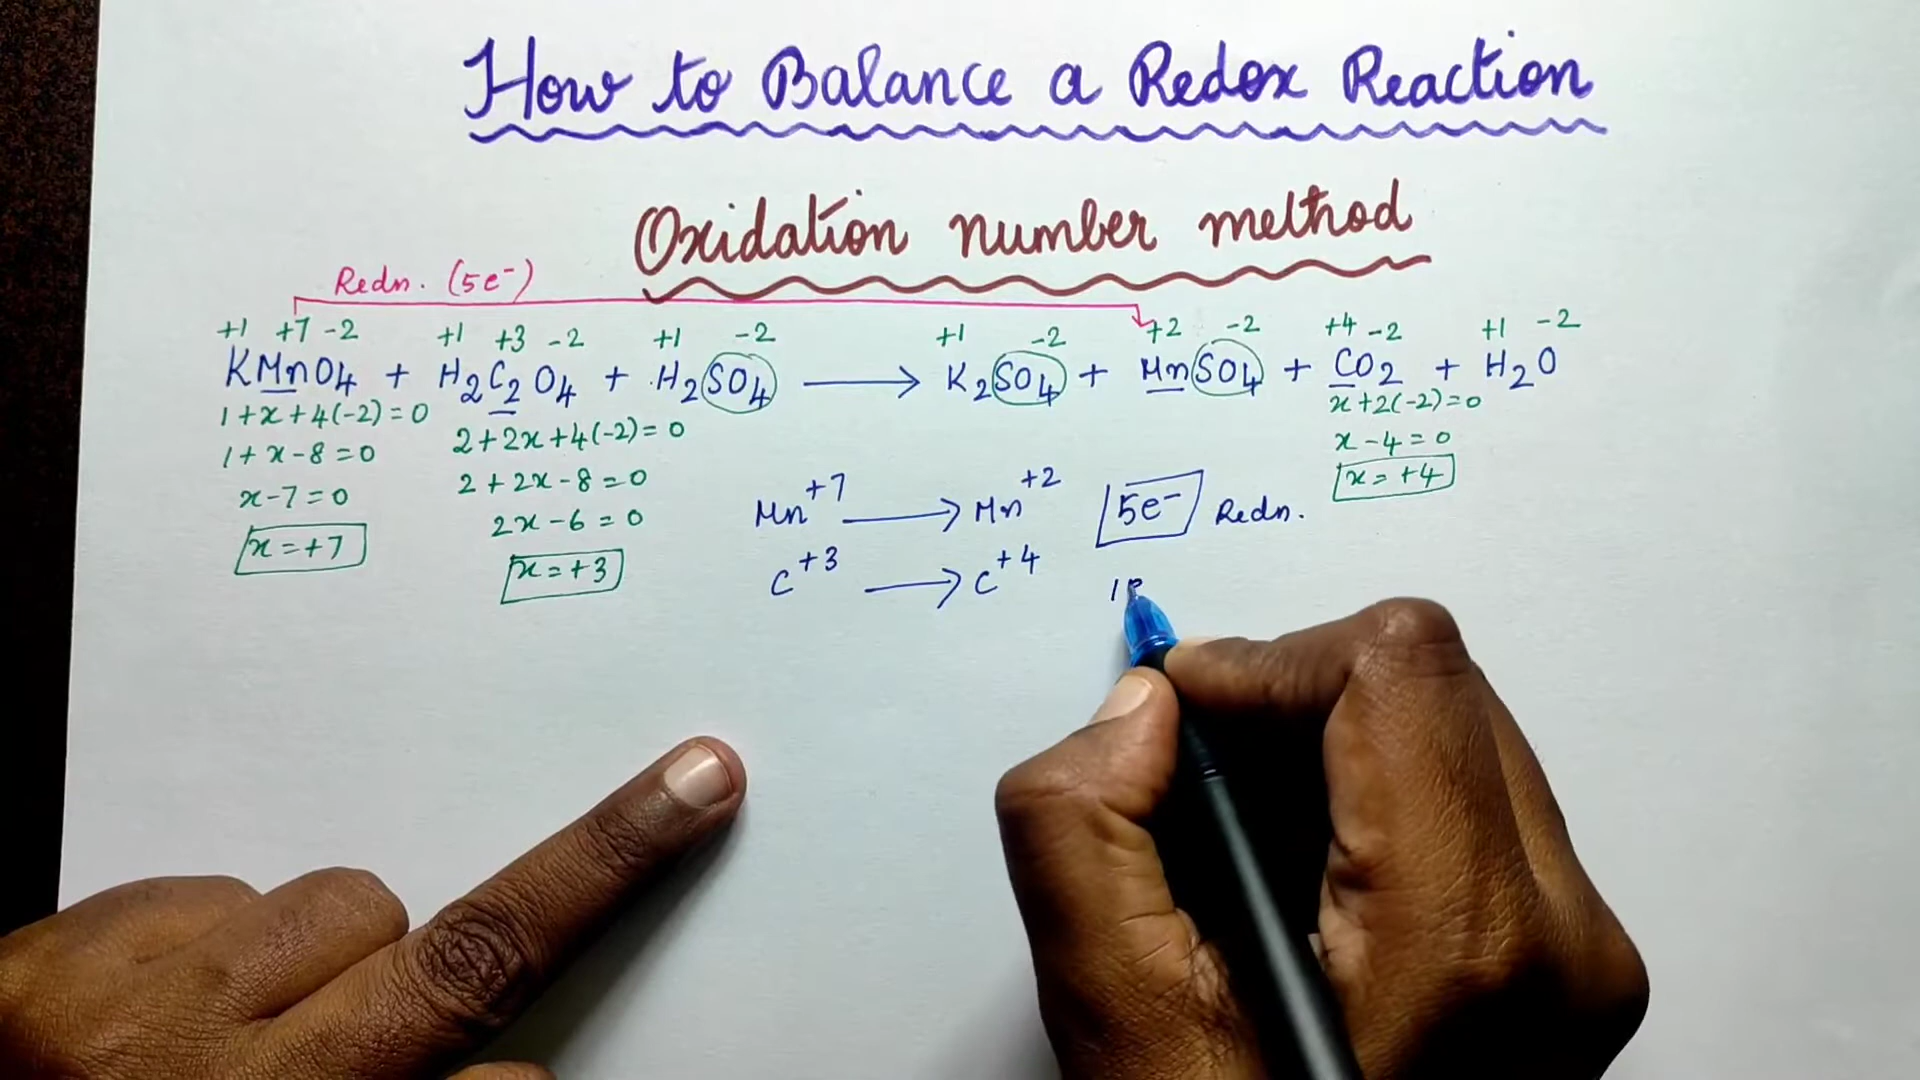 How to Balance a Redox Reaction
Oxidation number method
Redn. (5e⁻)
+1 +7 -2 +1 +3 -2 +1 -2 +1 -2 +2 -2 +4 -2 +1 -2
KMnO₄ + H₂C₂O₄ + H₂SO₄ ⟶ K₂SO₄ + MnSO₄ + CO₂ + H₂O
1+x+4(-2)=0
1+x-8=0
x-7=0
x=+7
2+2x+4(-2)=0
2+2x-8=0
2x-6=0
x=+3
x+2(-2)=0
x-4=0
x=+4
Mn⁺⁷ ⟶ Mn⁺² 5e⁻ Redn.
C⁺³ ⟶ C⁺⁴ 1e